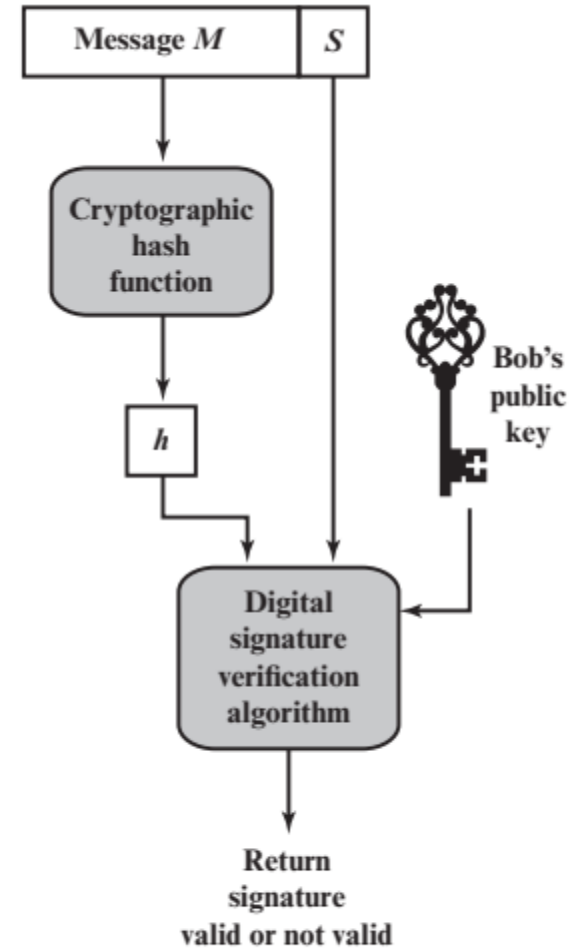 Message M
S
Cryptographic
hash
function
h
Bob's
public
key
Digital
signature
verification
algorithm
Return
signature
valid or not valid